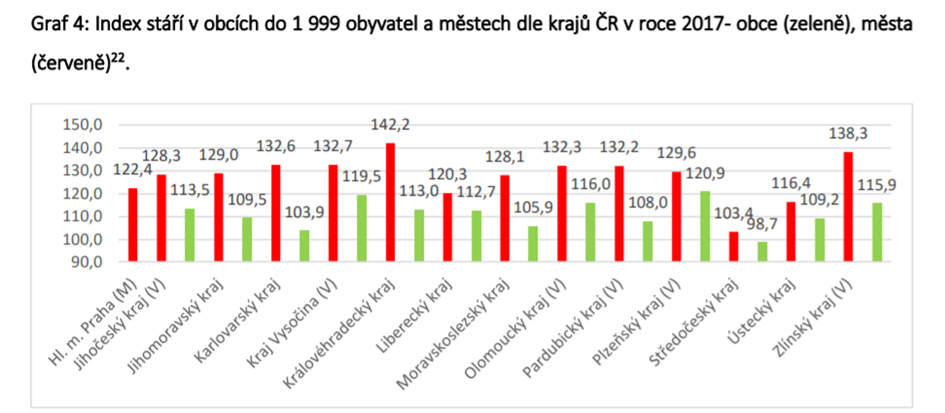 Graf 4: Index stáří v obcích do 1 999 obyvatel a městech dle krajů ČR v roce 2017- obce (zeleně), města
(červeně)²².
150,0
140,0
130,0
120,0
110,0
100,0
90,0
122,4
128,3
113,5
129,0
109,5
132,6
103,9
132,7
119,5
142,2
113,0
120,3
112,7
128,1
105,9
132,3
116,0
132,2
108,0
129,6
120,9
103,4
98,7
116,4
109,2
138,3
115,9
Hl. m. Praha (M)
Jihočeský kraj (V)
Jihomoravský kraj
Karlovarský kraj
Kraj Vysočina (V)
Královéhradecký kraj
Liberecký kraj
Moravskoslezský kraj
Olomoucký kraj (V)
Pardubický kraj (V)
Plzeňský kraj (V)
Středočeský kraj
Ústecký kraj
Zlínský kraj (V)